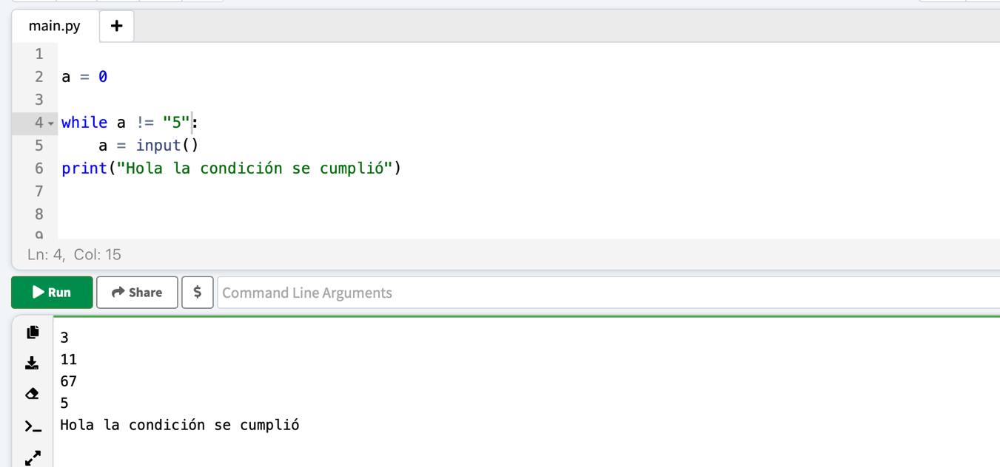 main.py +
1
2 a = 0
3
4 while a != "5":
5     a = input()
6 print("Hola la condición se cumplió")
7
8
9
Ln: 4, Col: 15
Run Share $ Command Line Arguments
3
11
67
5
Hola la condición se cumplió